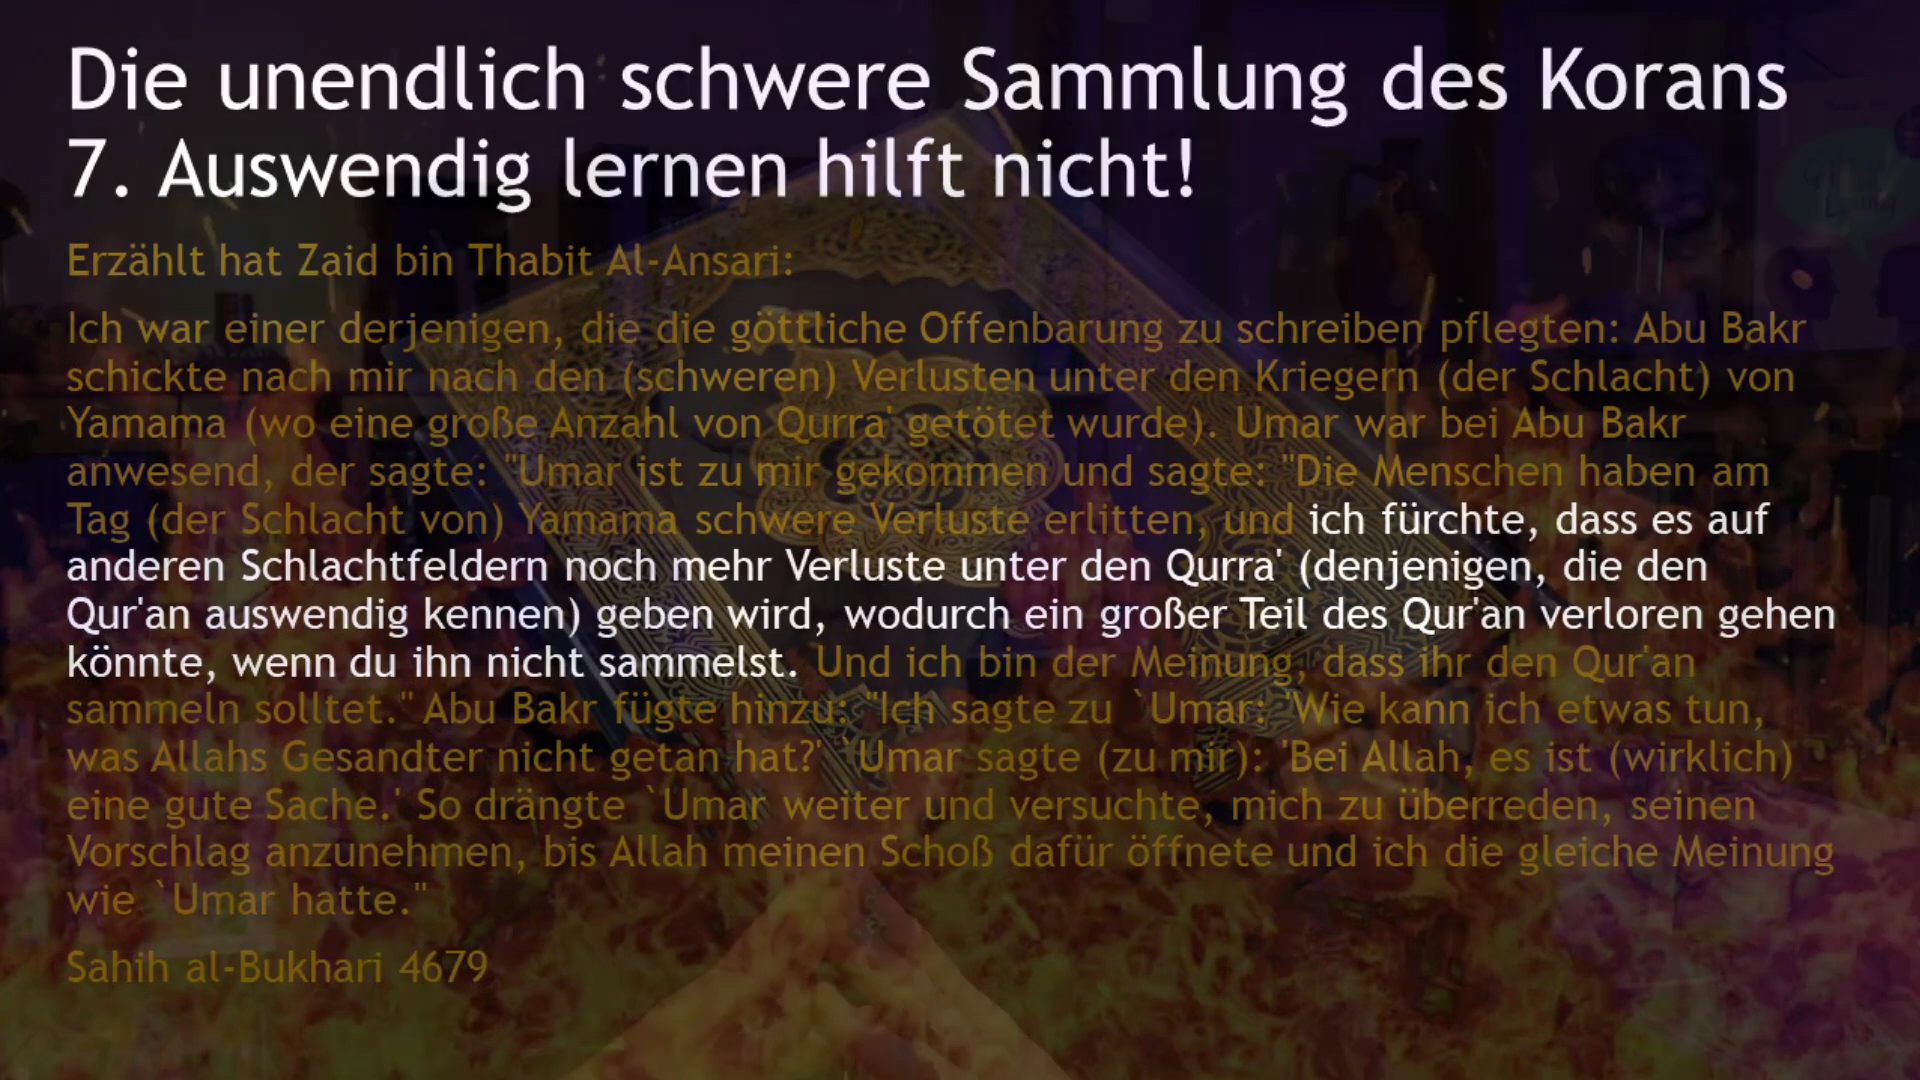 Die unendlich schwere Sammlung des Korans
7. Auswendig lernen hilft nicht!
Erzählt hat Zaid bin Thabit Al-Ansari:
Ich war einer derjenigen, die die göttliche Offenbarung zu schreiben pflegten: Abu Bakr
schickte nach mir nach den (schweren) Verlusten unter den Kriegern (der Schlacht) von
Yamama (wo eine große Anzahl von Qurra' getötet wurde). Umar war bei Abu Bakr
anwesend, der sagte: "Umar ist zu mir gekommen und sagte: "Die Menschen haben am
Tag (der Schlacht von) Yamama schwere Verluste erlitten, und ich fürchte, dass es auf
anderen Schlachtfeldern noch mehr Verluste unter den Qurra' (denjenigen, die den
Qur'an auswendig kennen) geben wird, wodurch ein großer Teil des Qur'an verloren gehen
könnte, wenn du ihn nicht sammelst. Und ich bin der Meinung, dass ihr den Qur'an
sammeln solltet." Abu Bakr fügte hinzu: "Ich sagte zu `Umar: 'Wie kann ich etwas tun,
was Allahs Gesandter nicht getan hat?' `Umar sagte (zu mir): 'Bei Allah, es ist (wirklich)
eine gute Sache.' So drängte `Umar weiter und versuchte, mich zu überreden, seinen
Vorschlag anzunehmen, bis Allah meinen Schoß dafür öffnete und ich die gleiche Meinung
wie `Umar hatte."
Sahih al-Bukhari 4679